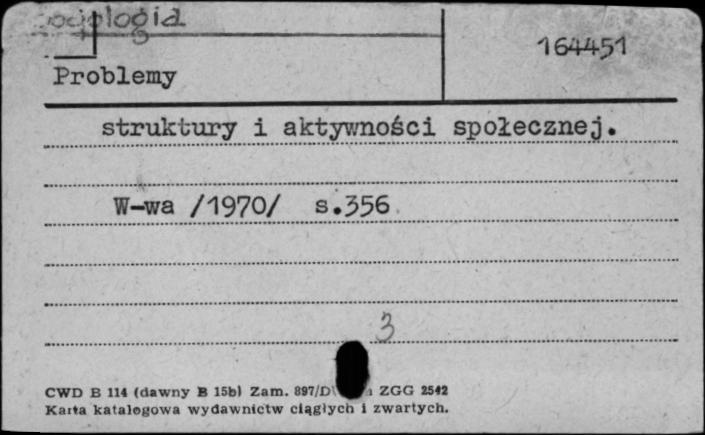 socjologia
164451
Problemy
struktury i aktywności społecznej.
W-wa /1970/ s.356
3
CWD B 114 (dawny B 15b) Zam. 897/D ZGG 2542
Karta katalogowa wydawnictw ciągłych i zwartych.